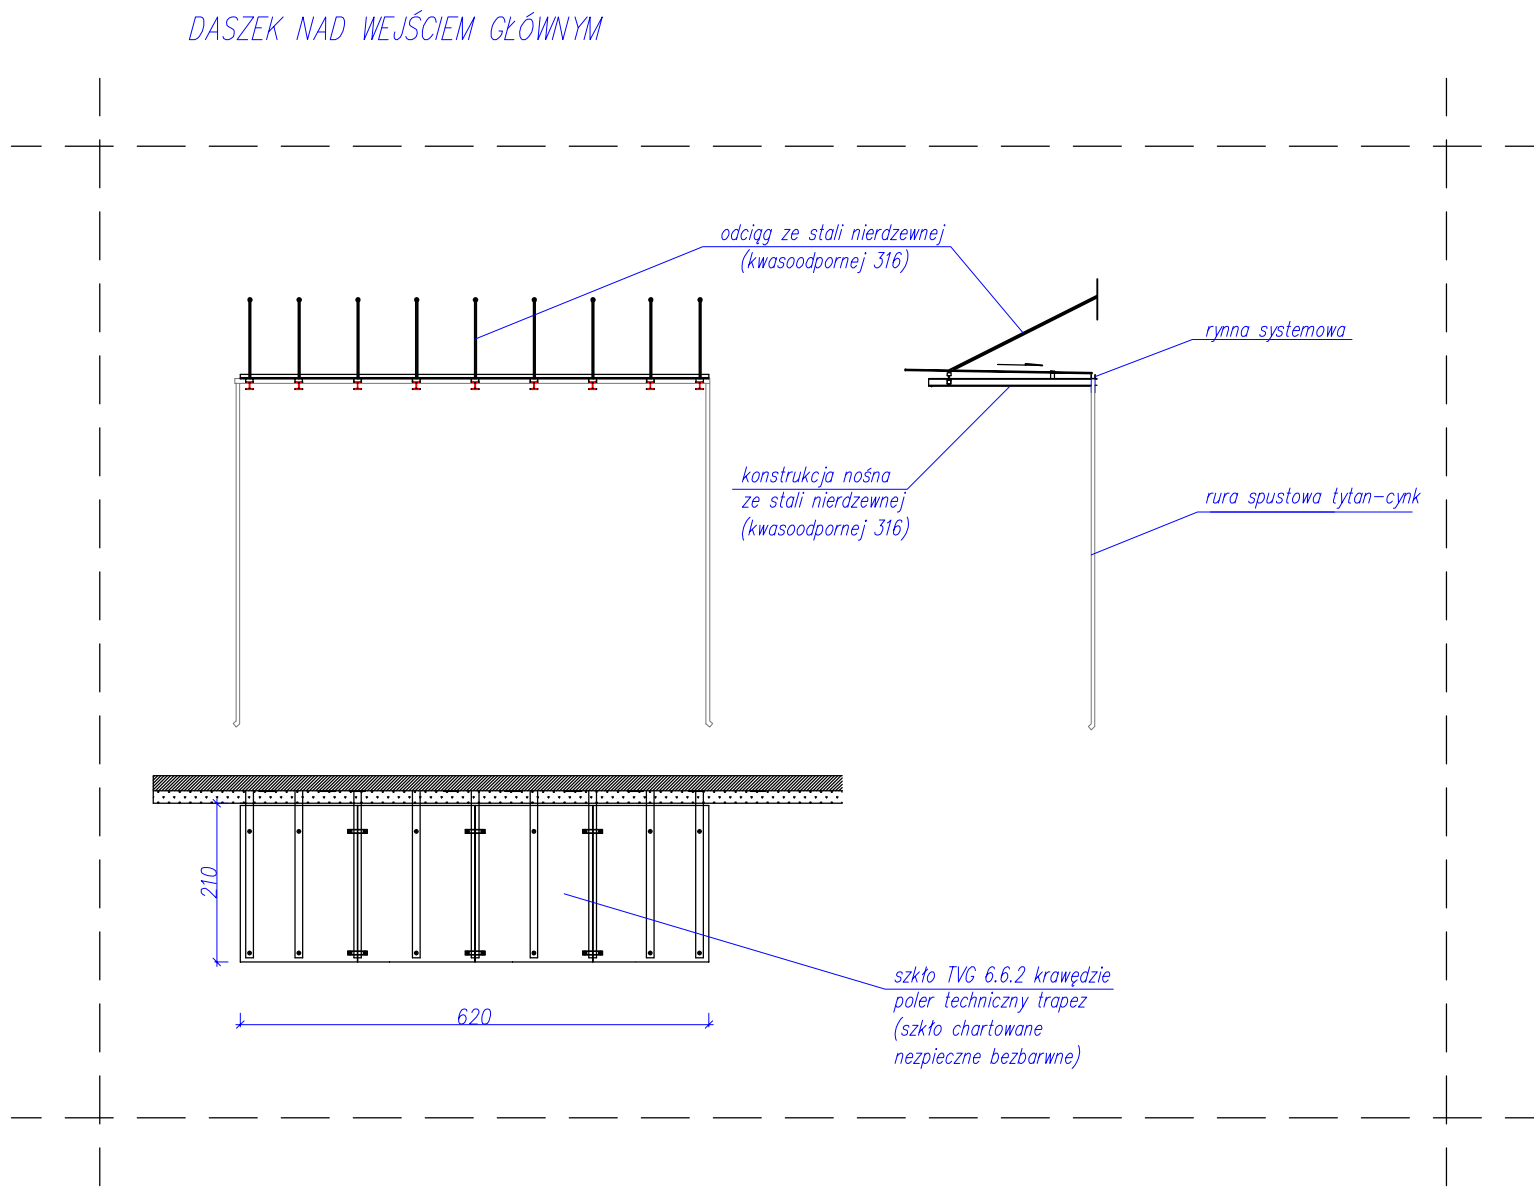 DASZEK NAD WEJŚCIEM GŁÓWNYM
odciąg ze stali nierdzewnej
(kwasoodpornej 316)
rynna systemowa
konstrukcja nośna
ze stali nierdzewnej
(kwasoodpornej 316)
rura spustowa tytan-cynk
210
szkło TVG 6.6.2 krawędzie
poler techniczny trapez
(szkło chartowane
nezpieczne bezbarwne)
620